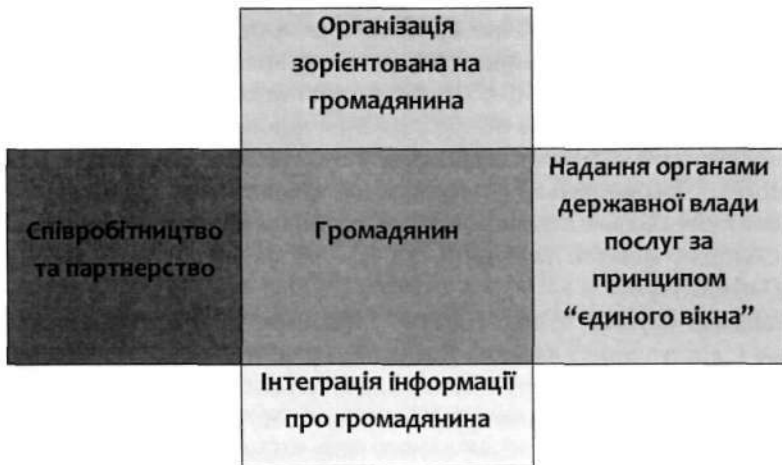 Організація
зорієнтована на
громадянина
Співробітництво
та партнерство
Громадянин
Надання органами
державної влади
послуг за
принципом
“єдиного вікна”
Інтеграція інформації
про громадянина